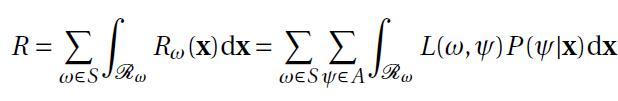 R = ∑_{ω∈S} ∫_{ℛ_ω} R_ω(𝐱)d𝐱 = ∑_{ω∈S} ∑_{ψ∈A} ∫_{ℛ_ω} L(ω,ψ)P(ψ|𝐱)d𝐱